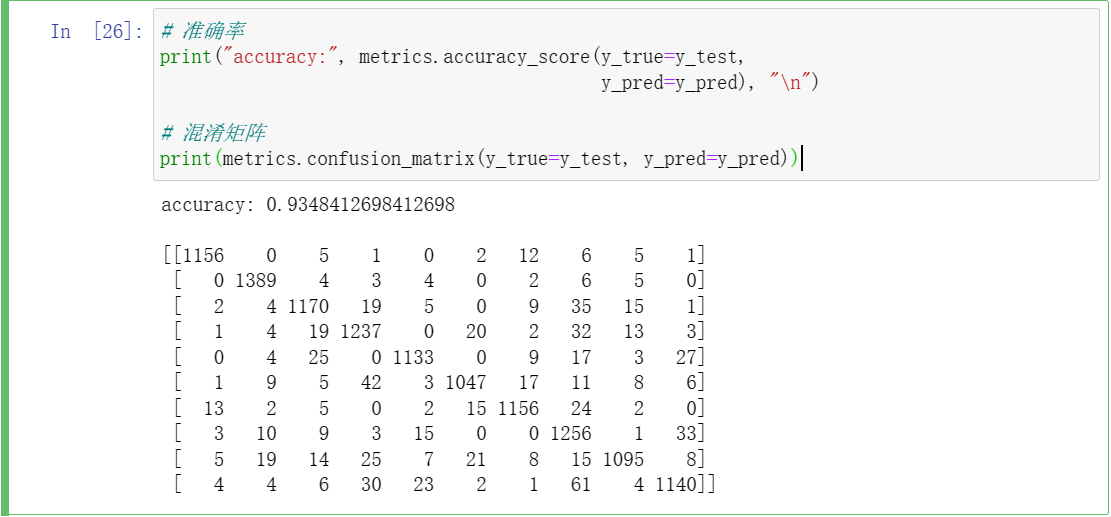 In [26]: # 准确率
print("accuracy:", metrics.accuracy_score(y_true=y_test,
y_pred=y_pred), "\n")
# 混淆矩阵
print(metrics.confusion_matrix(y_true=y_test, y_pred=y_pred))
accuracy: 0.9348412698412698
[[1156 0 5 1 0 2 12 6 5 1]
[ 0 1389 4 3 4 0 2 6 5 0]
[ 2 4 1170 19 5 0 9 35 15 1]
[ 1 4 19 1237 0 20 2 32 13 3]
[ 0 4 25 0 1133 0 9 17 3 27]
[ 1 9 5 42 3 1047 17 11 8 6]
[ 13 2 5 0 2 15 1156 24 2 0]
[ 3 10 9 3 15 0 0 1256 1 33]
[ 5 19 14 25 7 21 8 15 1095 8]
[ 4 4 6 30 23 2 1 61 4 1140]]